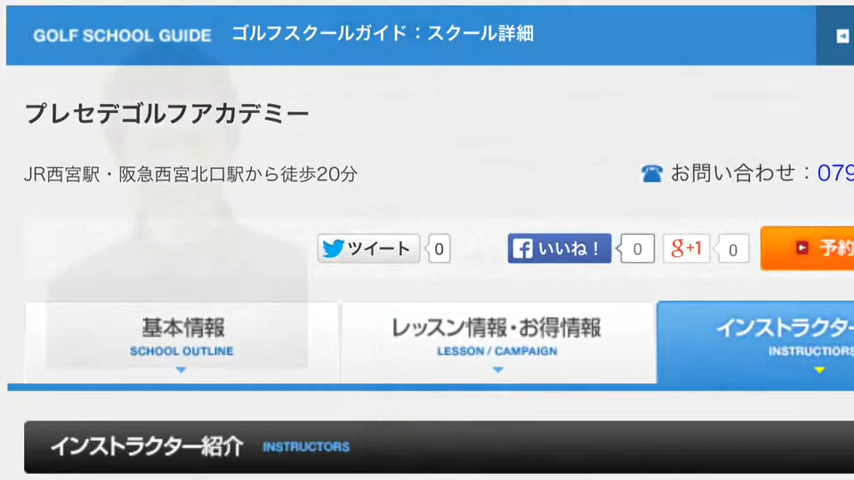 GOLF SCHOOL GUIDE ゴルフスクールガイド：スクール詳細
プレセデゴルフアカデミー
JR西宮駅・阪急西宮北口駅から徒歩20分
お問い合わせ：079
ツイート 0
いいね！ 0
g+1 0
予約
基本情報
SCHOOL OUTLINE
レッスン情報・お得情報
LESSON / CAMPAIGN
インストラクター
INSTRUCTIORS
インストラクター紹介 INSTRUCTORS